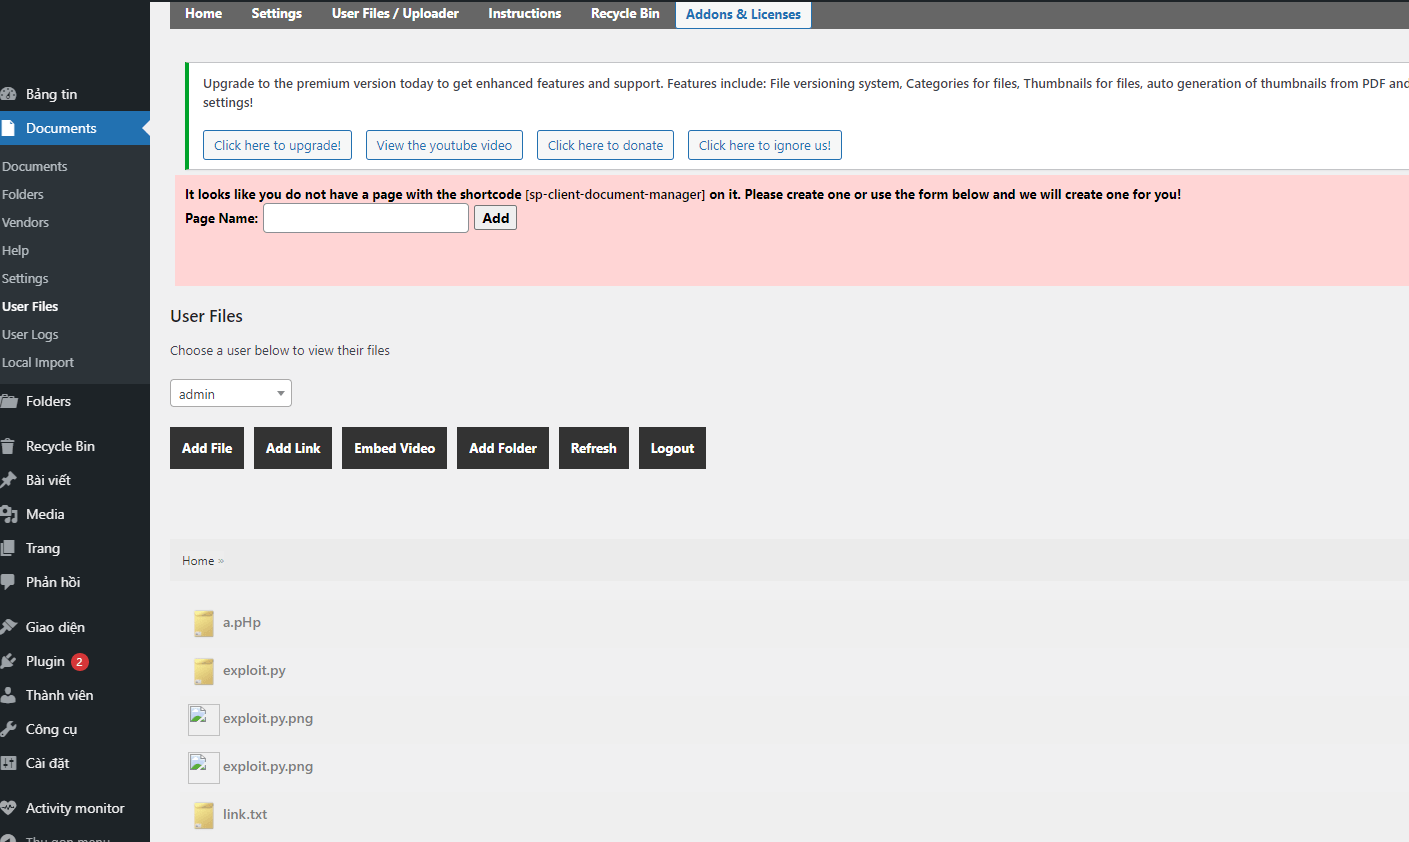 Home Settings User Files / Uploader Instructions Recycle Bin Addons & Licenses
Upgrade to the premium version today to get enhanced features and support. Features include: File versioning system, Categories for files, Thumbnails for files, auto generation of thumbnails from PDF and
settings!
Click here to upgrade! View the youtube video Click here to donate Click here to ignore us!
It looks like you do not have a page with the shortcode [sp-client-document-manager] on it. Please create one or use the form below and we will create one for you!
Page Name: Add
Bảng tin
Documents
Documents
Folders
Vendors
Help
Settings
User Files
User Logs
Local Import
Folders
Recycle Bin
Bài viết
Media
Trang
Phản hồi
Giao diện
Plugin 2
Thành viên
Công cụ
Cài đặt
Activity monitor
Thu gọn menu
User Files
Choose a user below to view their files
admin
Add File Add Link Embed Video Add Folder Refresh Logout
Home »
a.pHp
exploit.py
exploit.py.png
exploit.py.png
link.txt